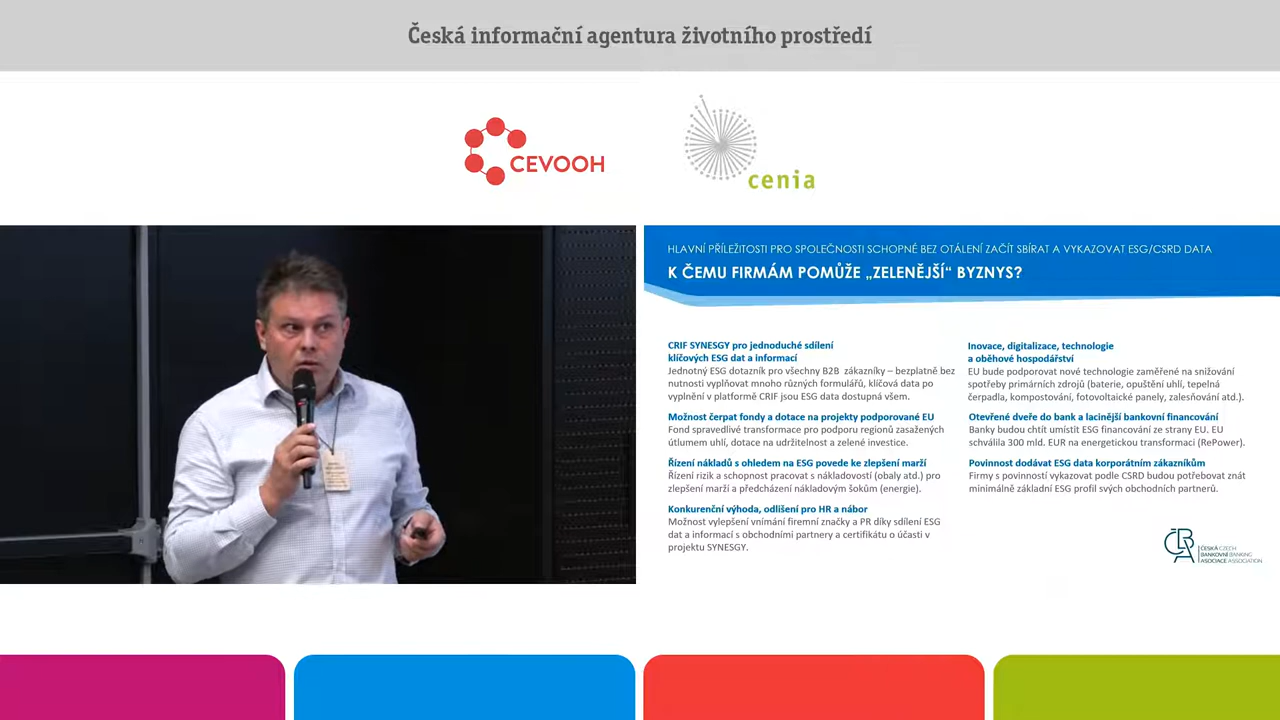 Česká informační agentura životního prostředí
CEVOOH
cenia
HLAVNÍ PŘÍLEŽITOSTI PRO SPOLEČNOSTI SCHOPNÉ BEZ OTÁLENÍ ZAČÍT SBÍRAT A VYKAZOVAT ESG/CSRD DATA
K ČEMU FIRMÁM POMŮŽE „ZELENĚJŠÍ“ BYZNYS?
CRIF SYNESGY pro jednoduché sdílení
klíčových ESG dat a informací
Jednotný ESG dotazník pro všechny B2B zákazníky – bezplatně bez
nutnosti vyplňovat mnoho různých formulářů, klíčová data po
vyplnění v platformě CRIF jsou ESG data dostupná všem.
Možnost čerpat fondy a dotace na projekty podporované EU
Fond spravedlivé transformace pro podporu regionů zasažených
útlumem uhlí, dotace na udržitelnost a zelené investice.
Řízení nákladů s ohledem na ESG povede ke zlepšení marží
Řízení rizik a schopnost pracovat s nákladovostí (obaly atd.) pro
zlepšení marží a předcházení nákladovým šokům (energie).
Konkurenční výhoda, odlišení pro HR a nábor
Možnost vylepšení vnímání firemní značky a PR díky sdílení ESG
dat a informací s obchodními partnery a certifikátu o účasti v
projektu SYNESGY.
Inovace, digitalizace, technologie
a oběhové hospodářství
EU bude podporovat nové technologie zaměřené na snižování
spotřeby primárních zdrojů (baterie, opuštění uhlí, tepelná
čerpadla, kompostování, fotovoltaické panely, zalesňování atd.).
Otevřené dveře do bank a lacinější bankovní financování
Banky budou chtít umístit ESG financování ze strany EU. EU
schválila 300 mld. EUR na energetickou transformaci (RePower).
Povinnost dodávat ESG data korporátním zákazníkům
Firmy s povinností vykazovat podle CSRD budou potřebovat znát
minimálně základní ESG profil svých obchodních partnerů.
ČESKÁ CZECH
BANKOVNÍ BANKING
ASOCIACE ASSOCIATION